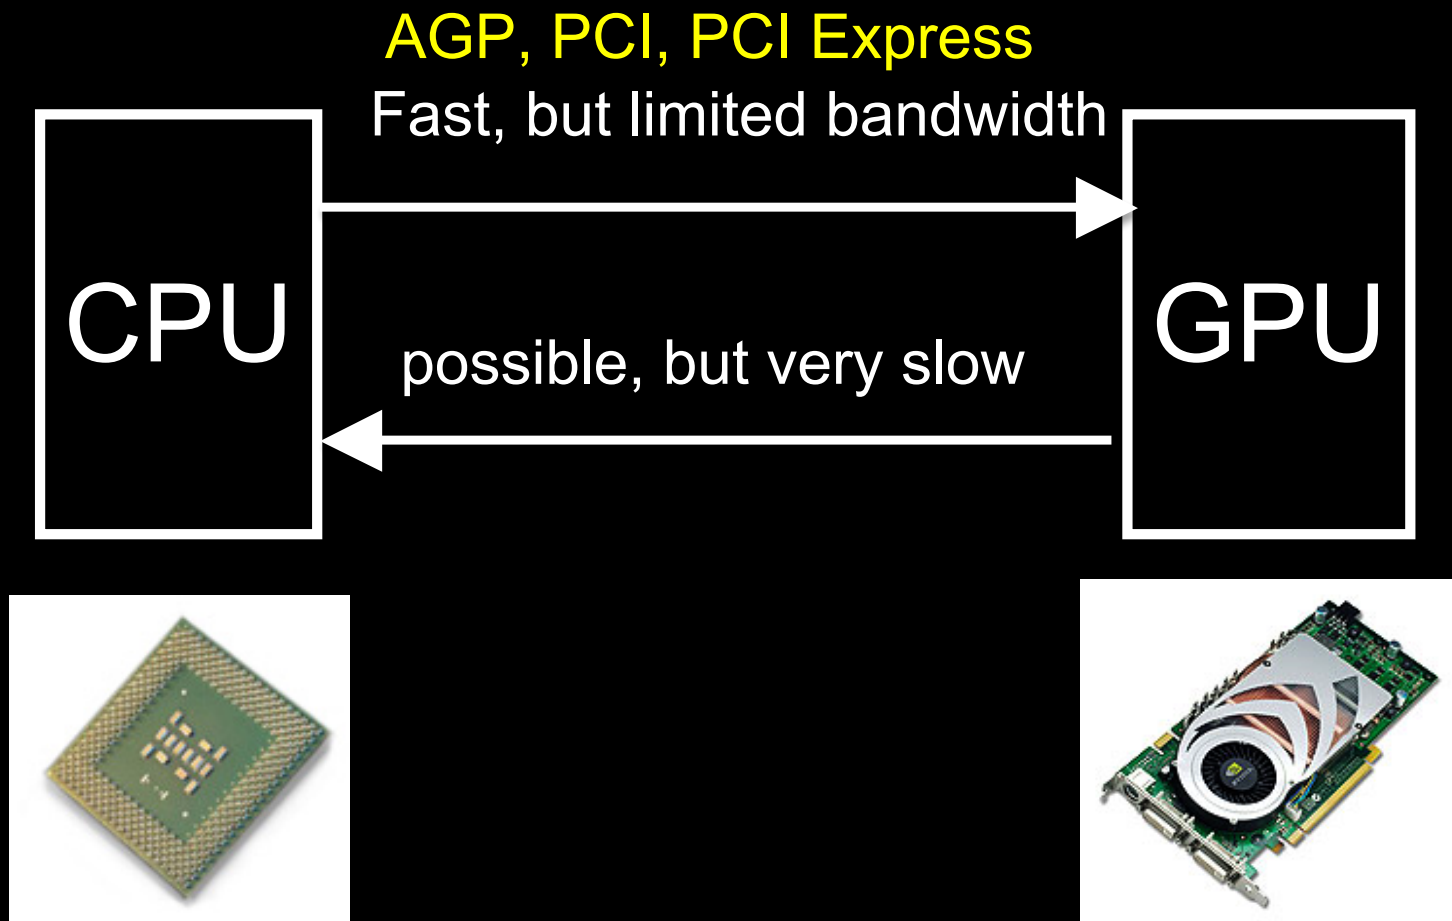 AGP, PCI, PCI Express
Fast, but limited bandwidth
CPU
GPU
possible, but very slow